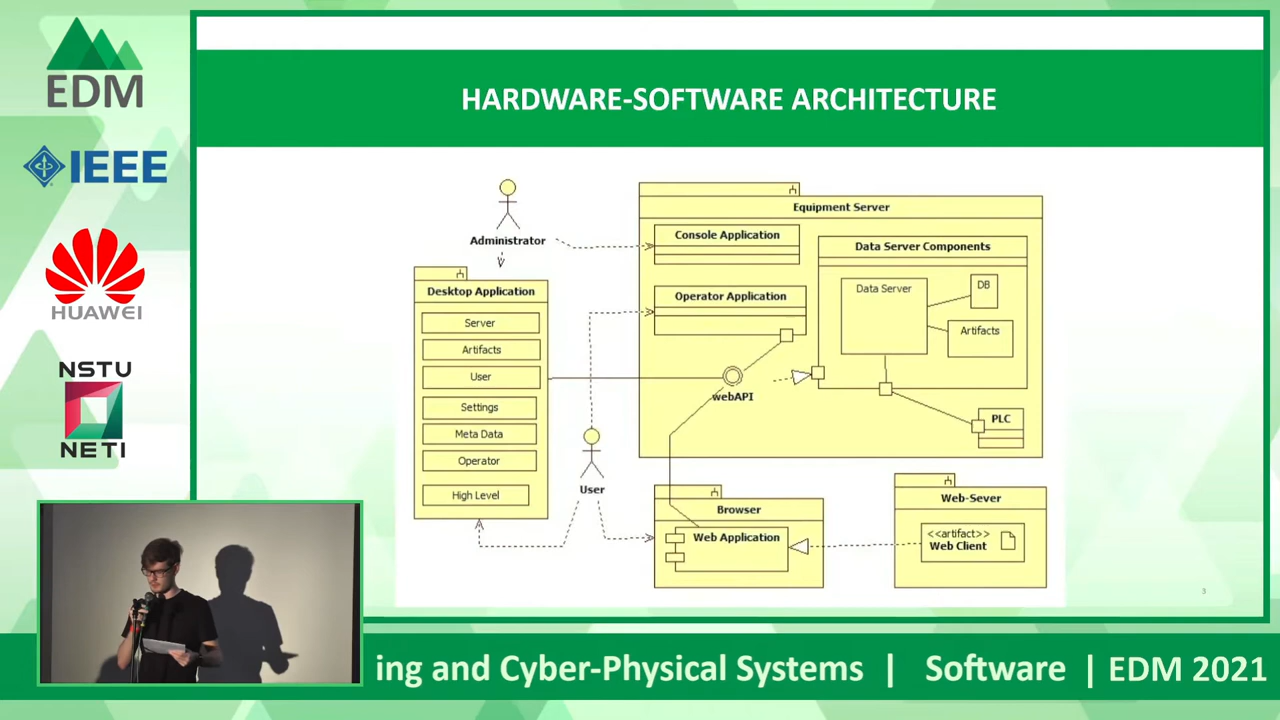 EDM
IEEE
HUAWEI
NSTU
NETI
HARDWARE-SOFTWARE ARCHITECTURE
Administrator
Desktop Application
Server
Artifacts
User
Settings
Meta Data
Operator
High Level
User
Equipment Server
Console Application
Operator Application
webAPI
Data Server Components
Data Server
DB
Artifacts
PLC
Browser
Web Application
Web-Sever
<<artifact>>
Web Client
3
ing and Cyber-Physical Systems | Software | EDM 2021